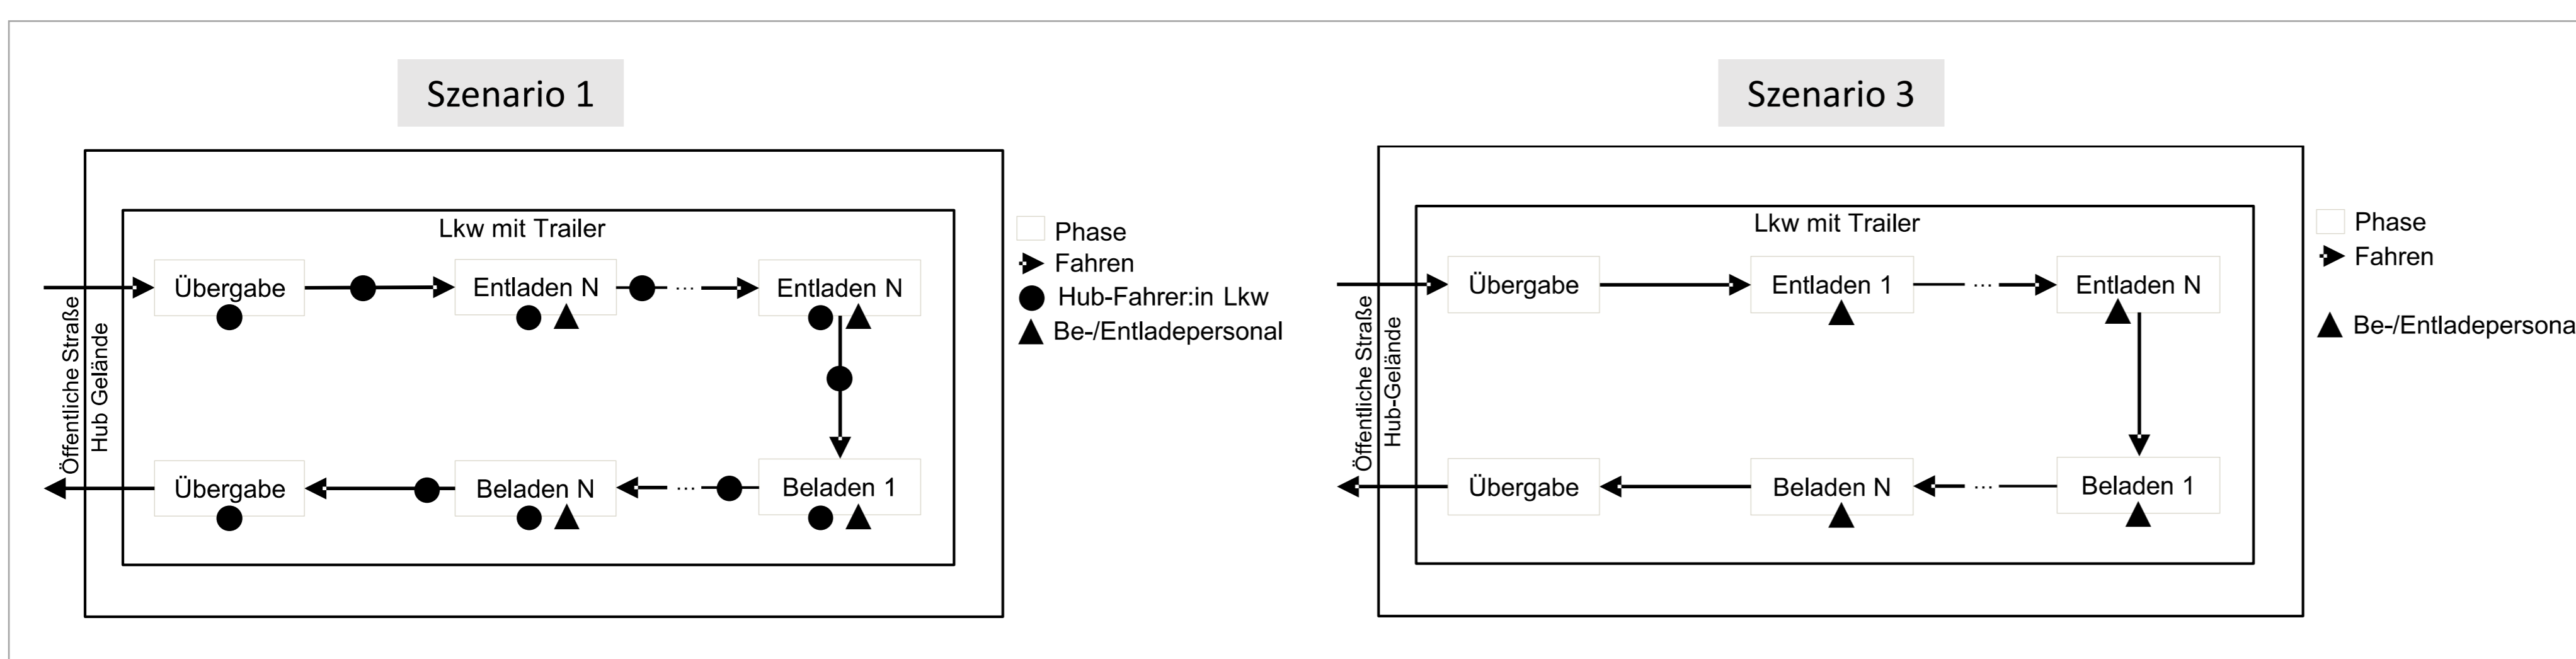 Szenario 1
Lkw mit Trailer
Öffentliche Straße
Hub Gelände
Übergabe
Entladen N
...
Entladen N
Übergabe
Beladen N
...
Beladen 1
Phase
Fahren
Hub-Fahrer:in Lkw
Be-/Entladepersonal
Szenario 3
Lkw mit Trailer
Öffentliche Straße
Hub-Gelände
Übergabe
Entladen 1
...
Entladen N
Übergabe
Beladen N
...
Beladen 1
Phase
Fahren
Be-/Entladepersona